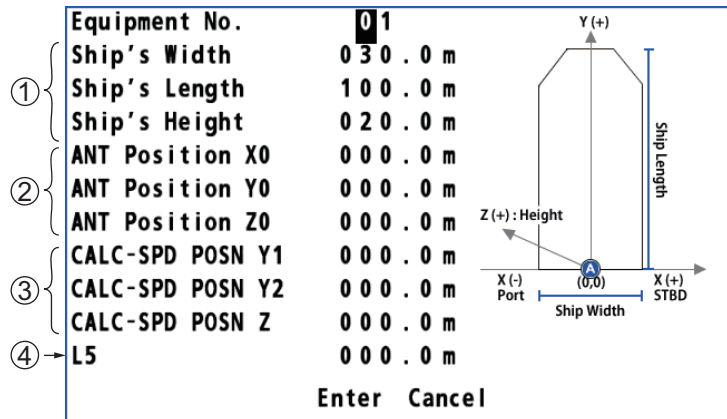 Equipment No. 01
① Ship's Width 030.0 m
Ship's Length 100.0 m
Ship's Height 020.0 m
② ANT Position X0 000.0 m
ANT Position Y0 000.0 m
ANT Position Z0 000.0 m
③ CALC-SPD POSN Y1 000.0 m
CALC-SPD POSN Y2 000.0 m
CALC-SPD POSN Z 000.0 m
④ L5 000.0 m
Enter Cancel
Y (+)
Ship Length
Z (+) : Height
A
(0,0)
X (-)
Port
X (+)
STBD
Ship Width